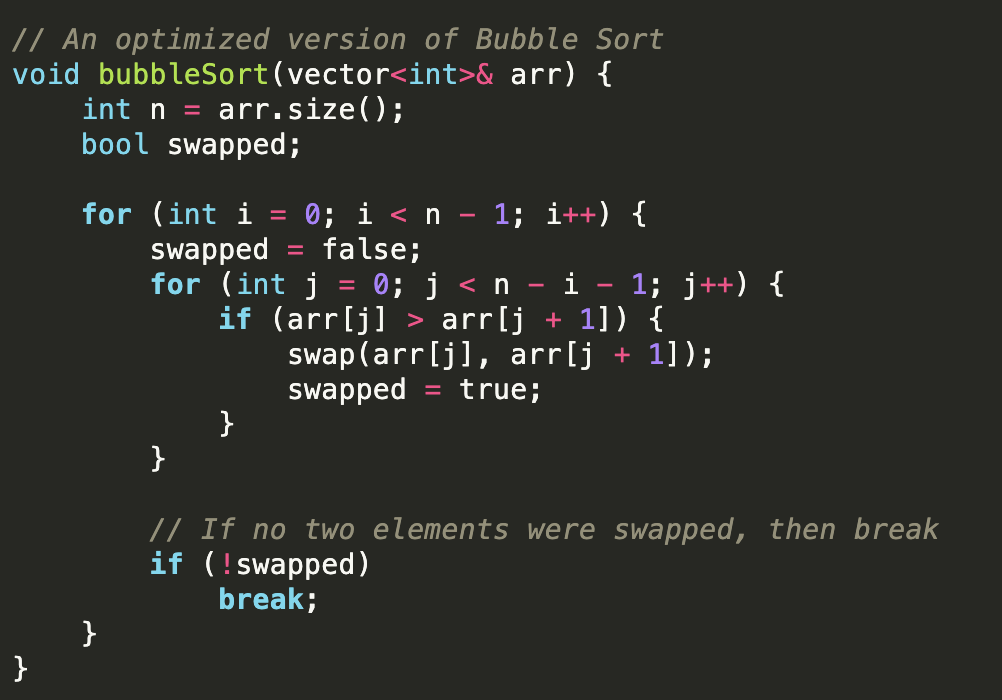 // An optimized version of Bubble Sort
void bubbleSort(vector<int>& arr) {
    int n = arr.size();
    bool swapped;

    for (int i = 0; i < n - 1; i++) {
        swapped = false;
        for (int j = 0; j < n - i - 1; j++) {
            if (arr[j] > arr[j + 1]) {
                swap(arr[j], arr[j + 1]);
                swapped = true;
            }
        }

        // If no two elements were swapped, then break
        if (!swapped)
            break;
    }
}